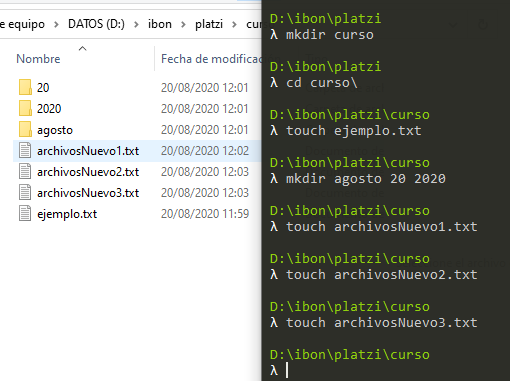 e equipo > DATOS (D:) > ibon > platzi > cu
Nombre Fecha de modificac
20 20/08/2020 12:01
2020 20/08/2020 12:01
agosto 20/08/2020 12:01
archivosNuevo1.txt 20/08/2020 12:02
archivosNuevo2.txt 20/08/2020 12:03
archivosNuevo3.txt 20/08/2020 12:03
ejemplo.txt 20/08/2020 11:59
D:\ibon\platzi
λ mkdir curso
D:\ibon\platzi
λ cd curso\
D:\ibon\platzi\curso
λ touch ejemplo.txt
D:\ibon\platzi\curso
λ mkdir agosto 20 2020
D:\ibon\platzi\curso
λ touch archivosNuevo1.txt
D:\ibon\platzi\curso
λ touch archivosNuevo2.txt
D:\ibon\platzi\curso
λ touch archivosNuevo3.txt
D:\ibon\platzi\curso
λ